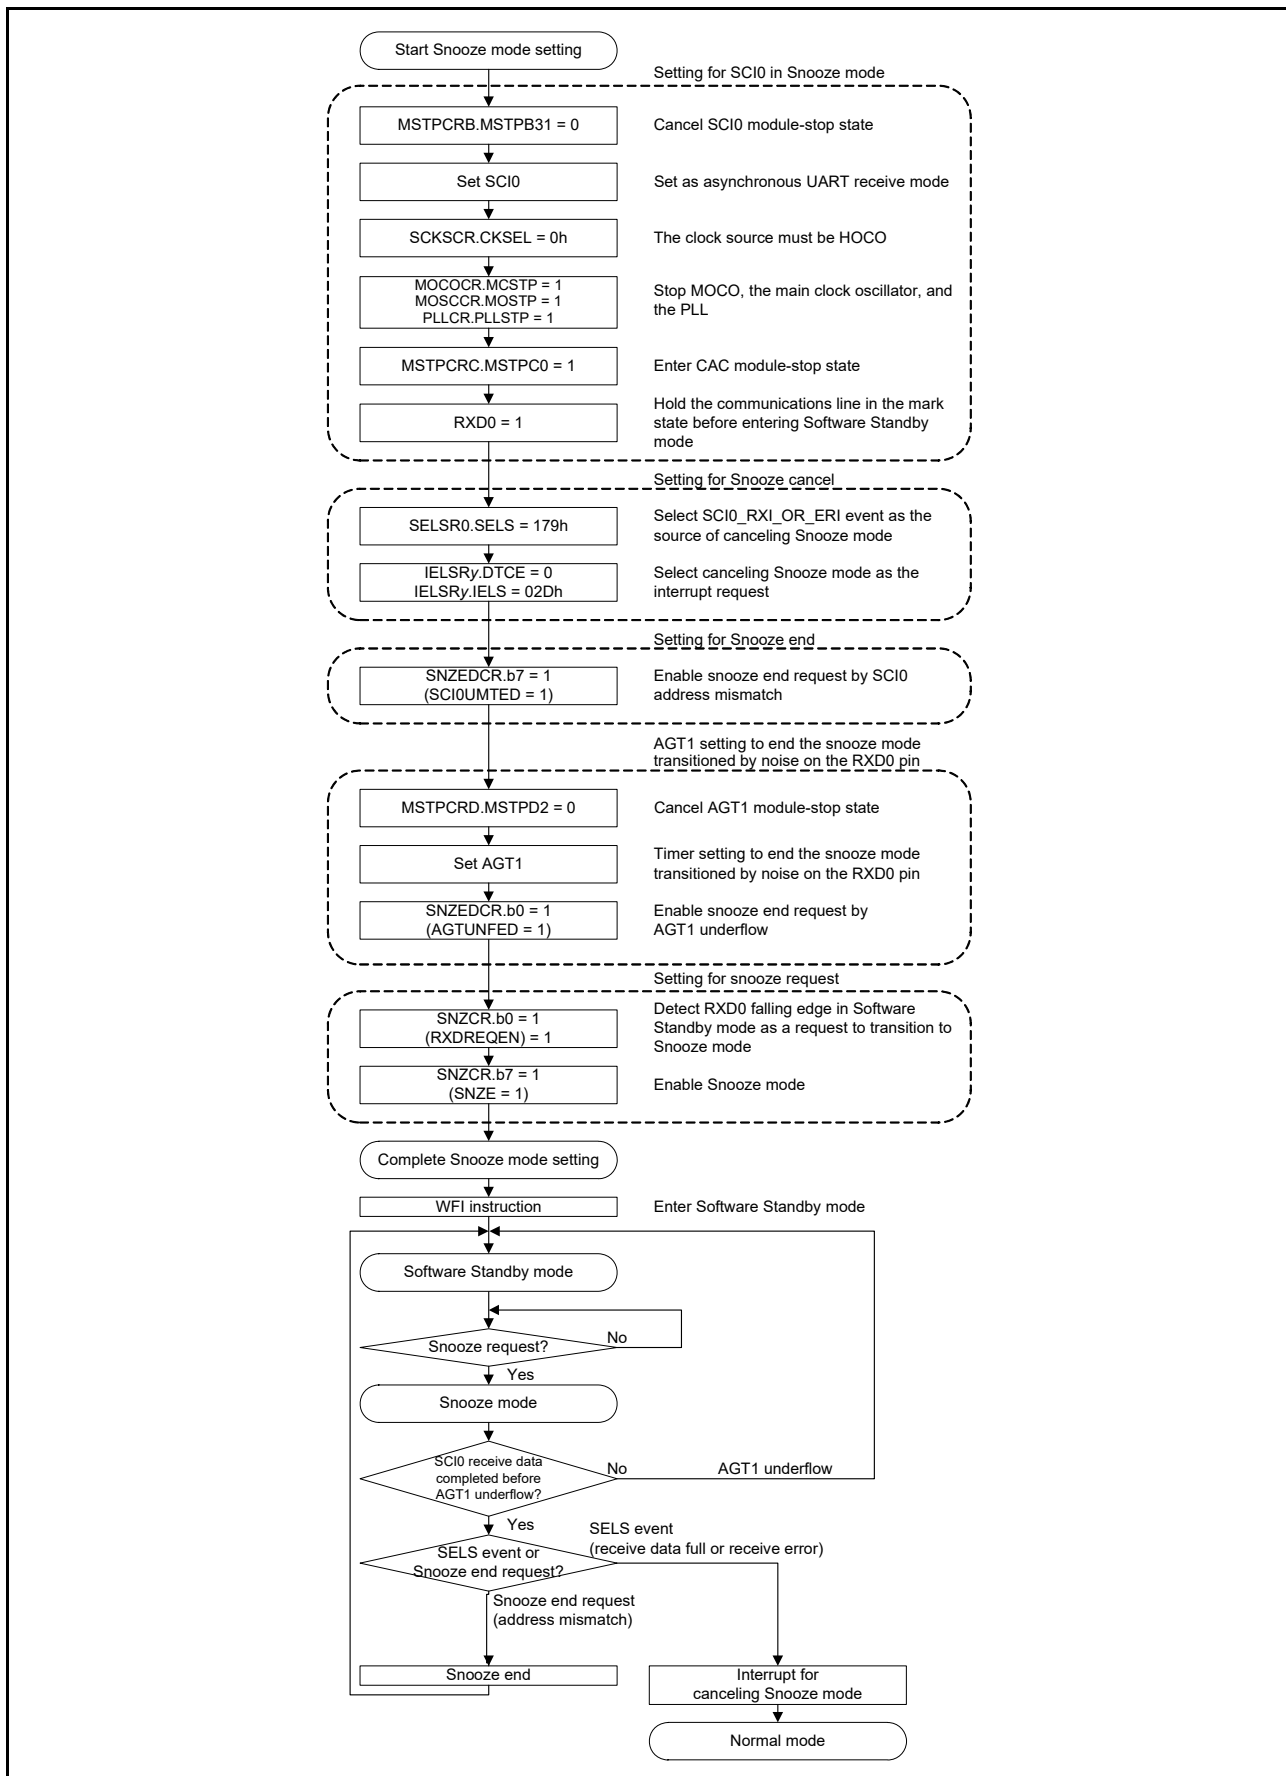 Start Snooze mode setting
Setting for SCI0 in Snooze mode
MSTPCRB.MSTPB31 = 0
Cancel SCI0 module-stop state
Set SCI0
Set as asynchronous UART receive mode
SCKSCR.CKSEL = 0h
The clock source must be HOCO
MOCOCR.MCSTP = 1
MOSCCR.MOSTP = 1
PLLCR.PLLSTP = 1
Stop MOCO, the main clock oscillator, and
the PLL
MSTPCRC.MSTPC0 = 1
Enter CAC module-stop state
RXD0 = 1
Hold the communications line in the mark
state before entering Software Standby
mode
Setting for Snooze cancel
SELSR0.SELS = 179h
Select SCI0_RXI_OR_ERI event as the
source of canceling Snooze mode
IELSRy.DTCE = 0
IELSRy.IELS = 02Dh
Select canceling Snooze mode as the
interrupt request
Setting for Snooze end
SNZEDCR.b7 = 1
(SCI0UMTED = 1)
Enable snooze end request by SCI0
address mismatch
AGT1 setting to end the snooze mode
transitioned by noise on the RXD0 pin
MSTPCRD.MSTPD2 = 0
Cancel AGT1 module-stop state
Set AGT1
Timer setting to end the snooze mode
transitioned by noise on the RXD0 pin
SNZEDCR.b0 = 1
(AGTUNFED = 1)
Enable snooze end request by
AGT1 underflow
Setting for snooze request
SNZCR.b0 = 1
(RXDREQEN) = 1
Detect RXD0 falling edge in Software
Standby mode as a request to transition to
Snooze mode
SNZCR.b7 = 1
(SNZE = 1)
Enable Snooze mode
Complete Snooze mode setting
WFI instruction
Enter Software Standby mode
Software Standby mode
Snooze request?
No
Yes
Snooze mode
SCI0 receive data
completed before
AGT1 underflow?
No
AGT1 underflow
Yes
SELS event
(receive data full or receive error)
SELS event or
Snooze end request?
Snooze end request
(address mismatch)
Snooze end
Interrupt for
canceling Snooze mode
Normal mode